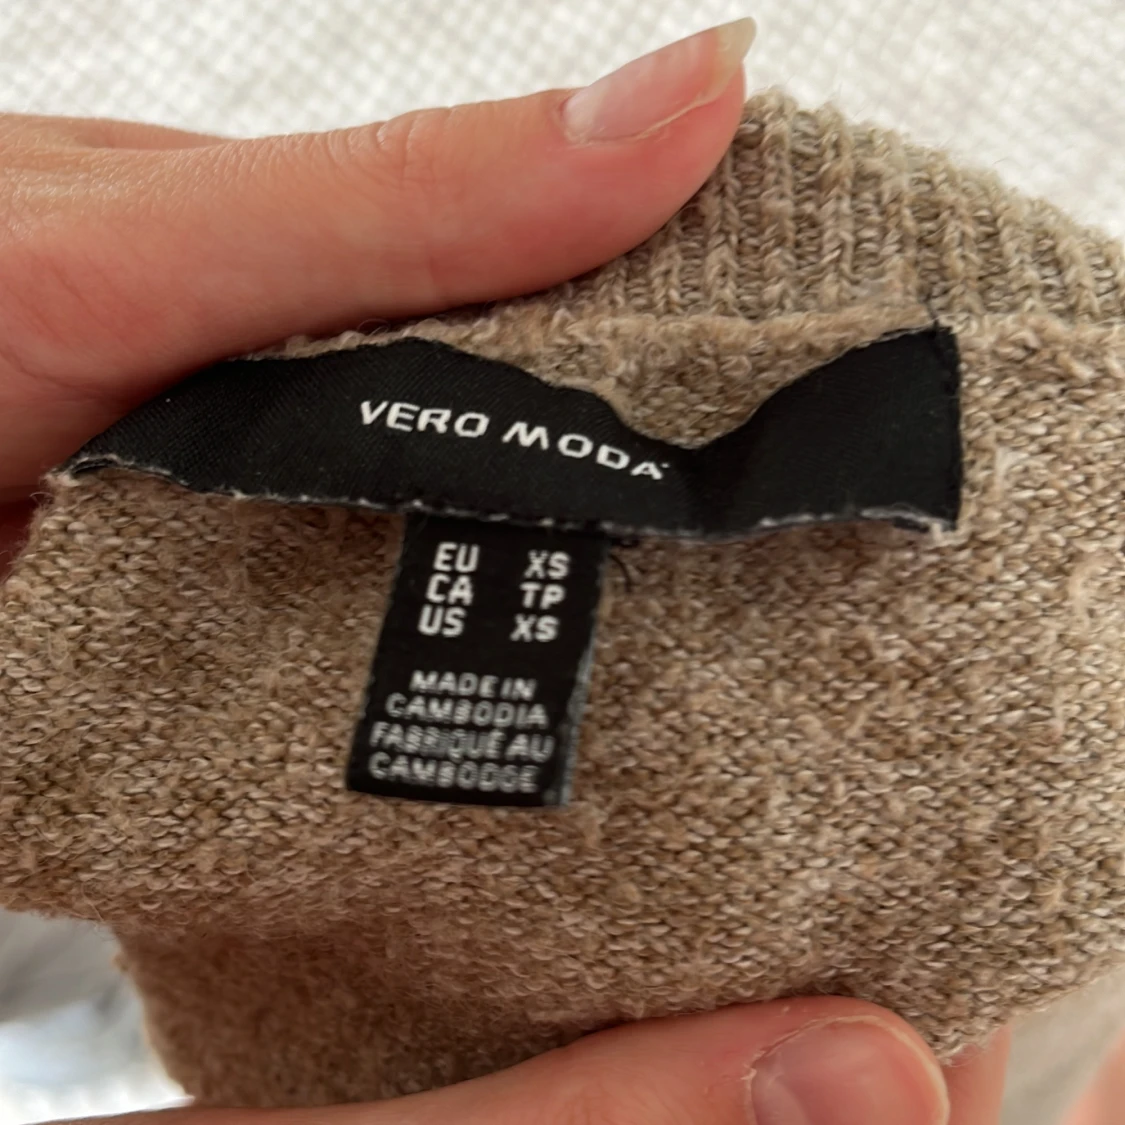 VERO MODA
EU XS
CA TP
US XS
MADE IN
CAMBODIA
FABRIQUÉ AU
CAMBODGE